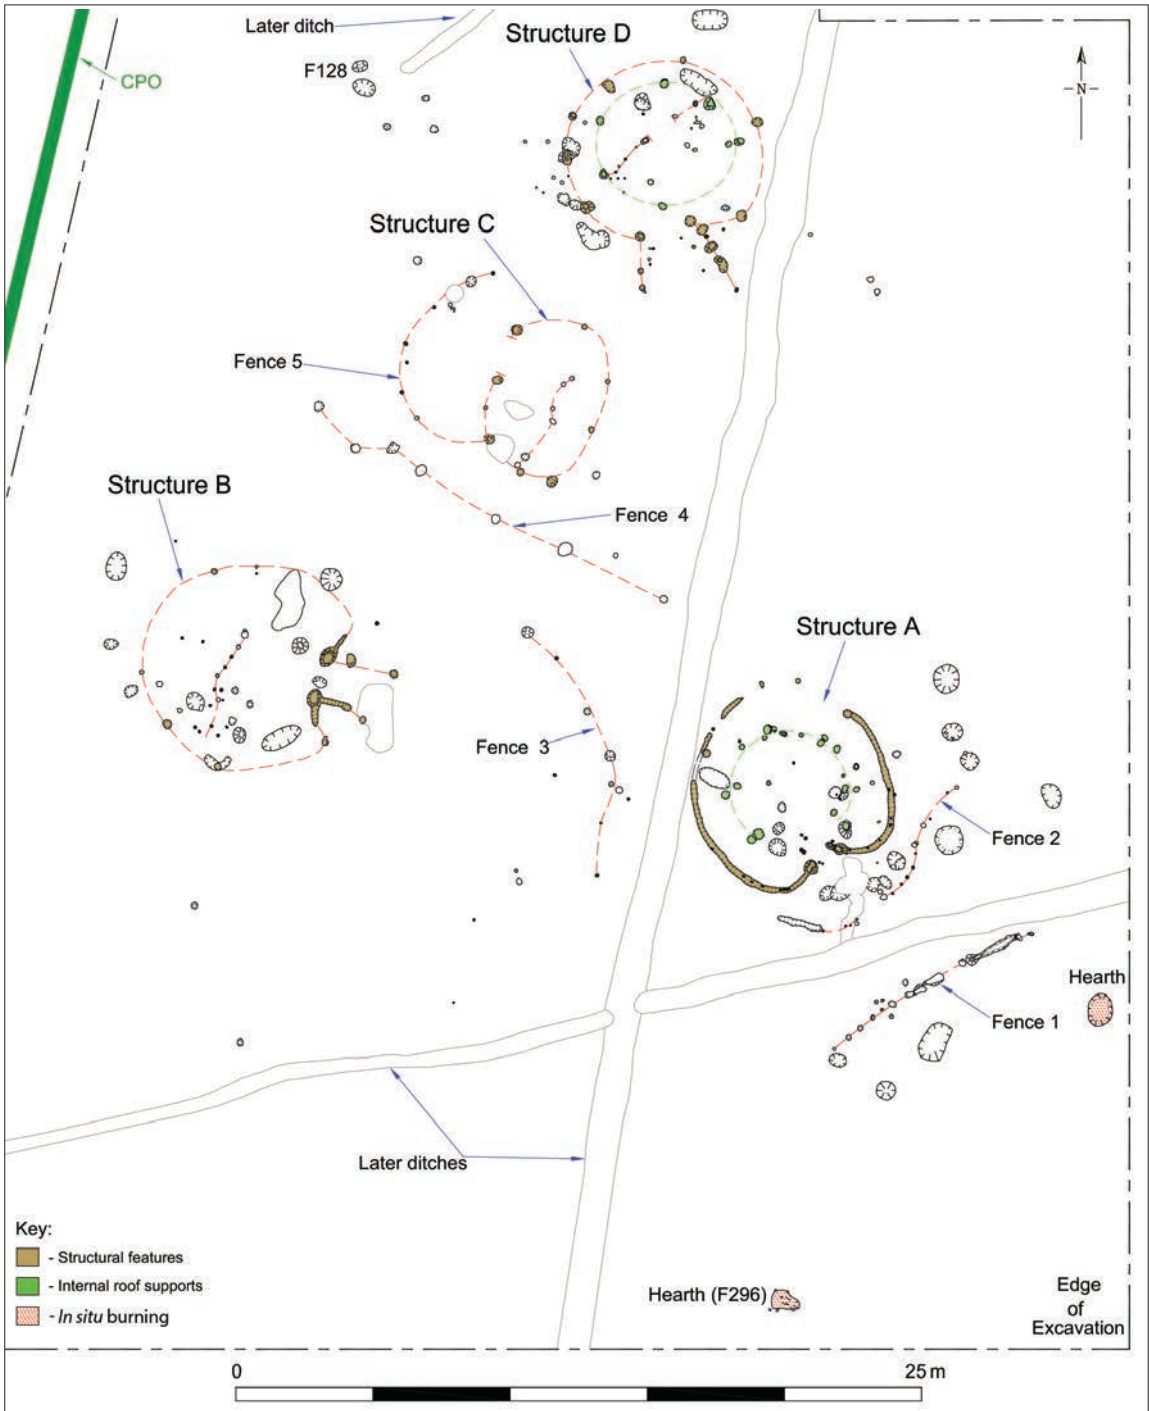 Later ditch
Structure D
F128
CPO
N
Structure C
Fence 5
Structure B
Fence 4
Structure A
Fence 3
Fence 2
Hearth
Fence 1
Later ditches
Key:
- Structural features
- Internal roof supports
- In situ burning
Hearth (F296)
Edge
of
Excavation
0 25 m